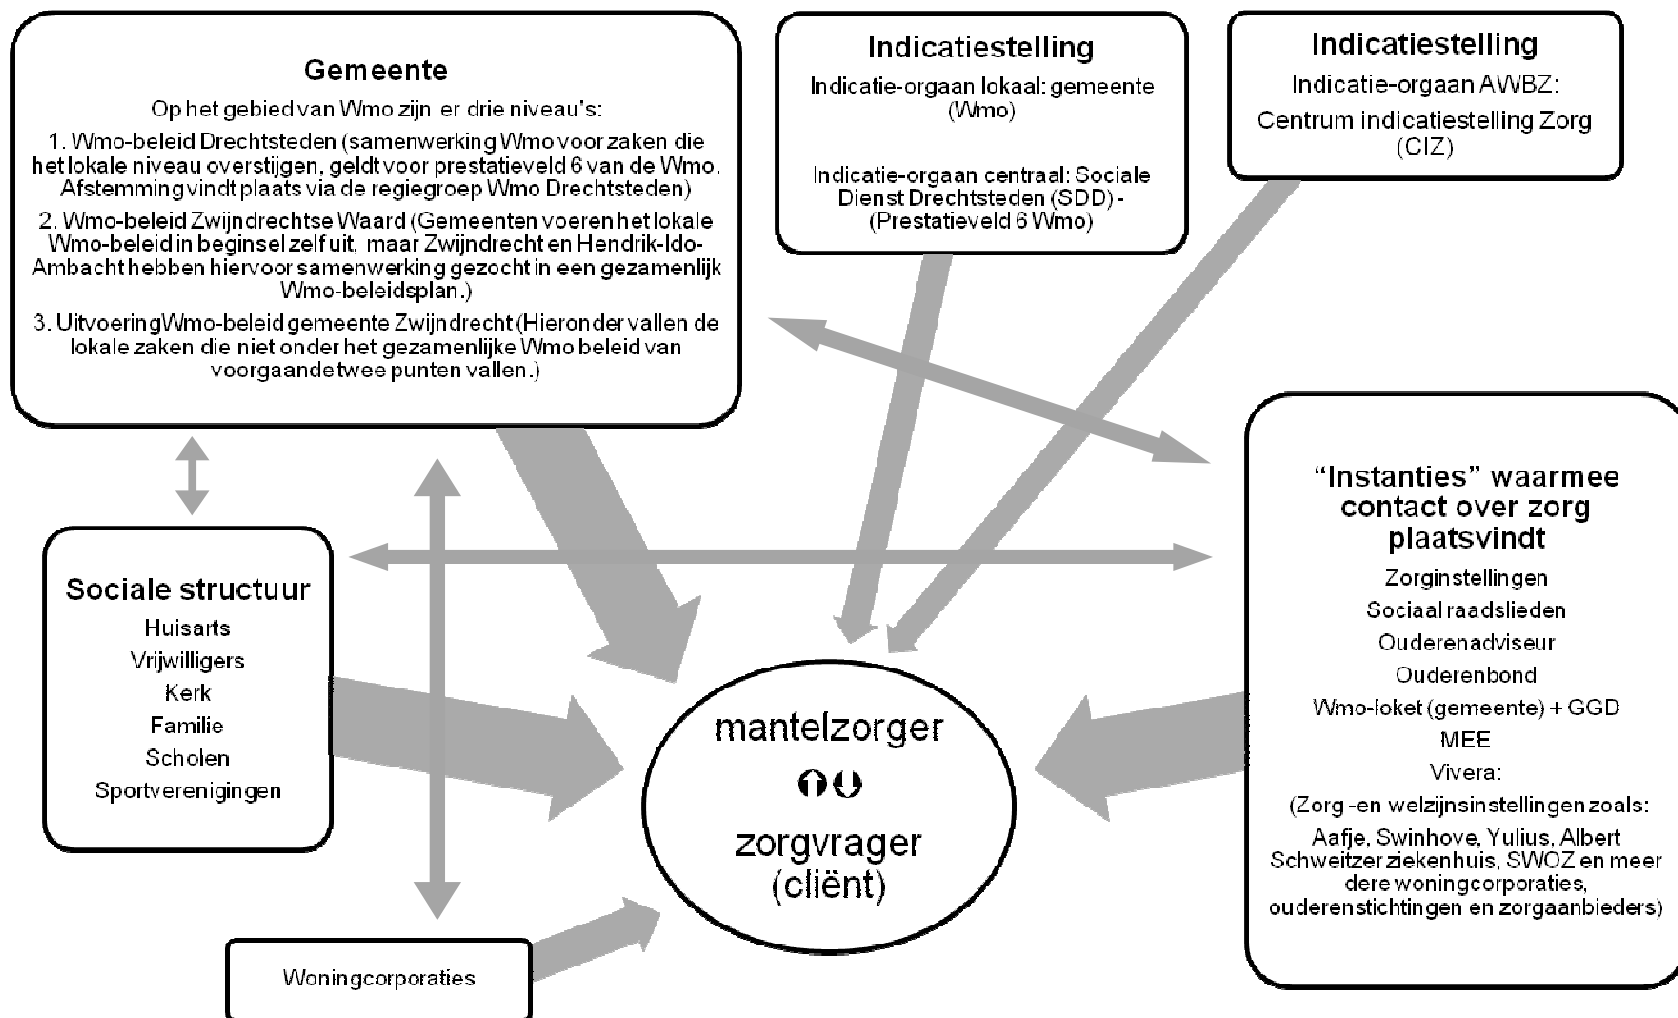 Gemeente
Op het gebied van Wmo zijn er drie niveau's:
1. Wmo-beleid Drechtsteden (samenwerking Wmo voor zaken die
het lokale niveau overstijgen, geldt voor prestatieveld 6 van de Wmo.
Afstemming vindt plaats via de regiegroep Wmo Drechtsteden)
2. Wmo-beleid Zwijndrechtse Waard (Gemeenten voeren het lokale
Wmo-beleid in beginsel zelf uit, maar Zwijndrecht en Hendrik-Ido-
Ambacht hebben hiervoor samenwerking gezocht in een gezamenlijk
Wmo-beleidsplan.)
3. Uitvoering Wmo-beleid gemeente Zwijndrecht (Hieronder vallen de
lokale zaken die niet onder het gezamenlijke Wmo beleid van
voorgaande twee punten vallen.)
Indicatiestelling
Indicatie-orgaan lokaal: gemeente
(Wmo)
Indicatie-orgaan centraal: Sociale
Dienst Drechtsteden (SDD) -
(Prestatieveld 6 Wmo)
Indicatiestelling
Indicatie-orgaan AWBZ:
Centrum indicatiestelling Zorg
(CIZ)
Sociale structuur
Huisarts
Vrijwilligers
Kerk
Familie
Scholen
Sportverenigingen
mantelzorger
zorgvrager
(cliënt)
"Instanties" waarmee
contact over zorg
plaatsvindt
Zorginstellingen
Sociaal raadslieden
Ouderenadviseur
Ouderenbond
Wmo-loket (gemeente) + GGD
MEE
Vivera:
(Zorg -en welzijnsinstellingen zoals:
Aafje, Swinhove, Yulius, Albert
Schweitzer ziekenhuis, SWOZ en meer
dere woningcorporaties,
ouderenstichtingen en zorgaanbieders)
Woningcorporaties